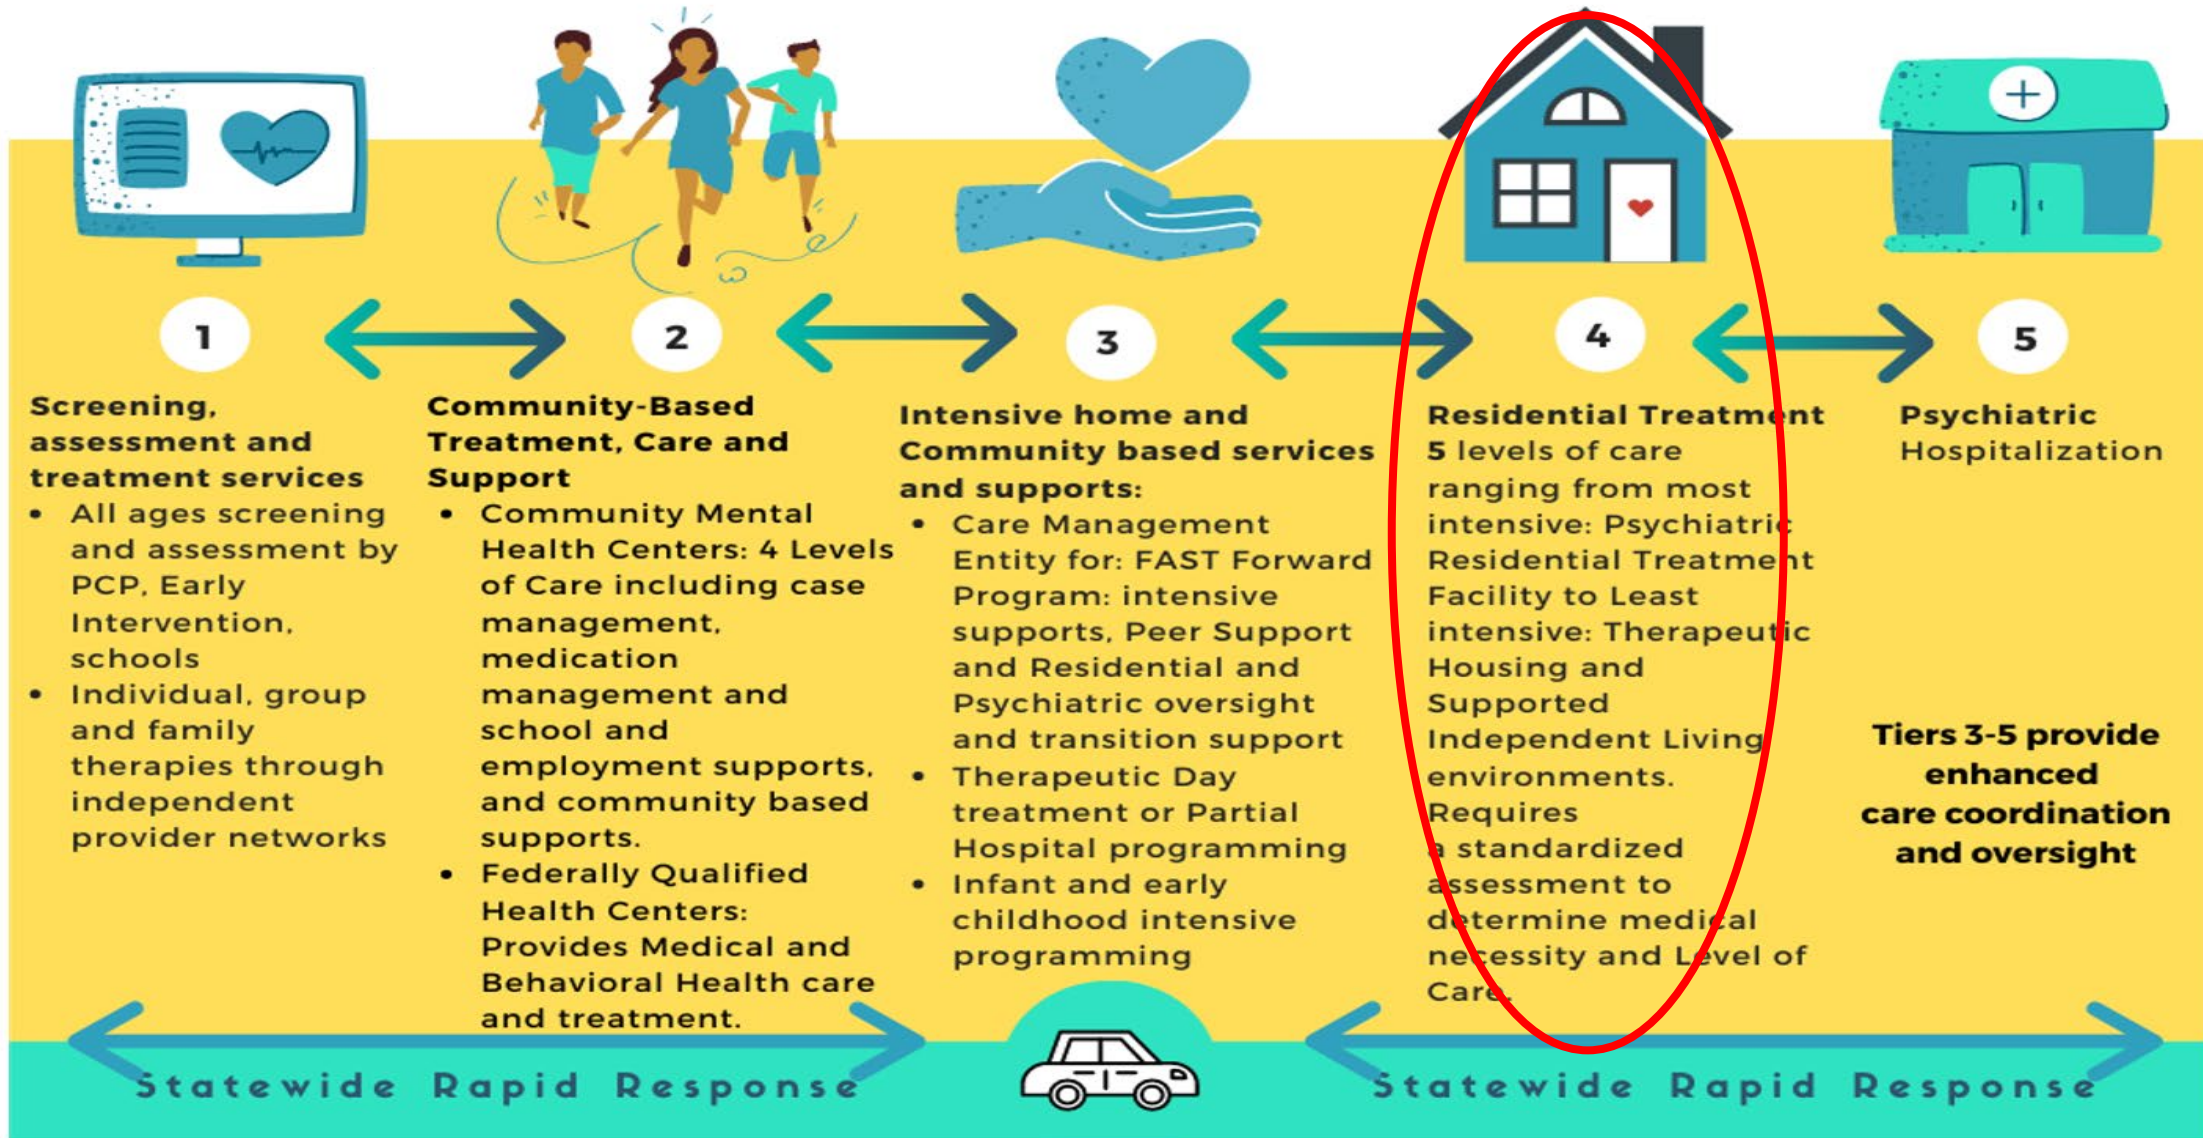 1
Screening,
assessment and
treatment services
• All ages screening
and assessment by
PCP, Early
Intervention,
schools
• Individual, group
and family
therapies through
independent
provider networks
2
Community-Based
Treatment, Care and
Support
• Community Mental
Health Centers: 4 Levels
of Care including case
management,
medication
management and
school and
employment supports,
and community based
supports.
• Federally Qualified
Health Centers:
Provides Medical and
Behavioral Health care
and treatment.
3
Intensive home and
Community based services
and supports:
• Care Management
Entity for: FAST Forward
Program: intensive
supports, Peer Support
and Residential and
Psychiatric oversight
and transition support
• Therapeutic Day
treatment or Partial
Hospital programming
• Infant and early
childhood intensive
programming
4
Residential Treatment
5 levels of care
ranging from most
intensive: Psychiatric
Residential Treatment
Facility to Least
intensive: Therapeutic
Housing and
Supported
Independent Living
environments.
Requires
a standardized
assessment to
determine medical
necessity and Level of
Care.
5
Psychiatric
Hospitalization
Tiers 3-5 provide
enhanced
care coordination
and oversight
Statewide Rapid Response
Statewide Rapid Response